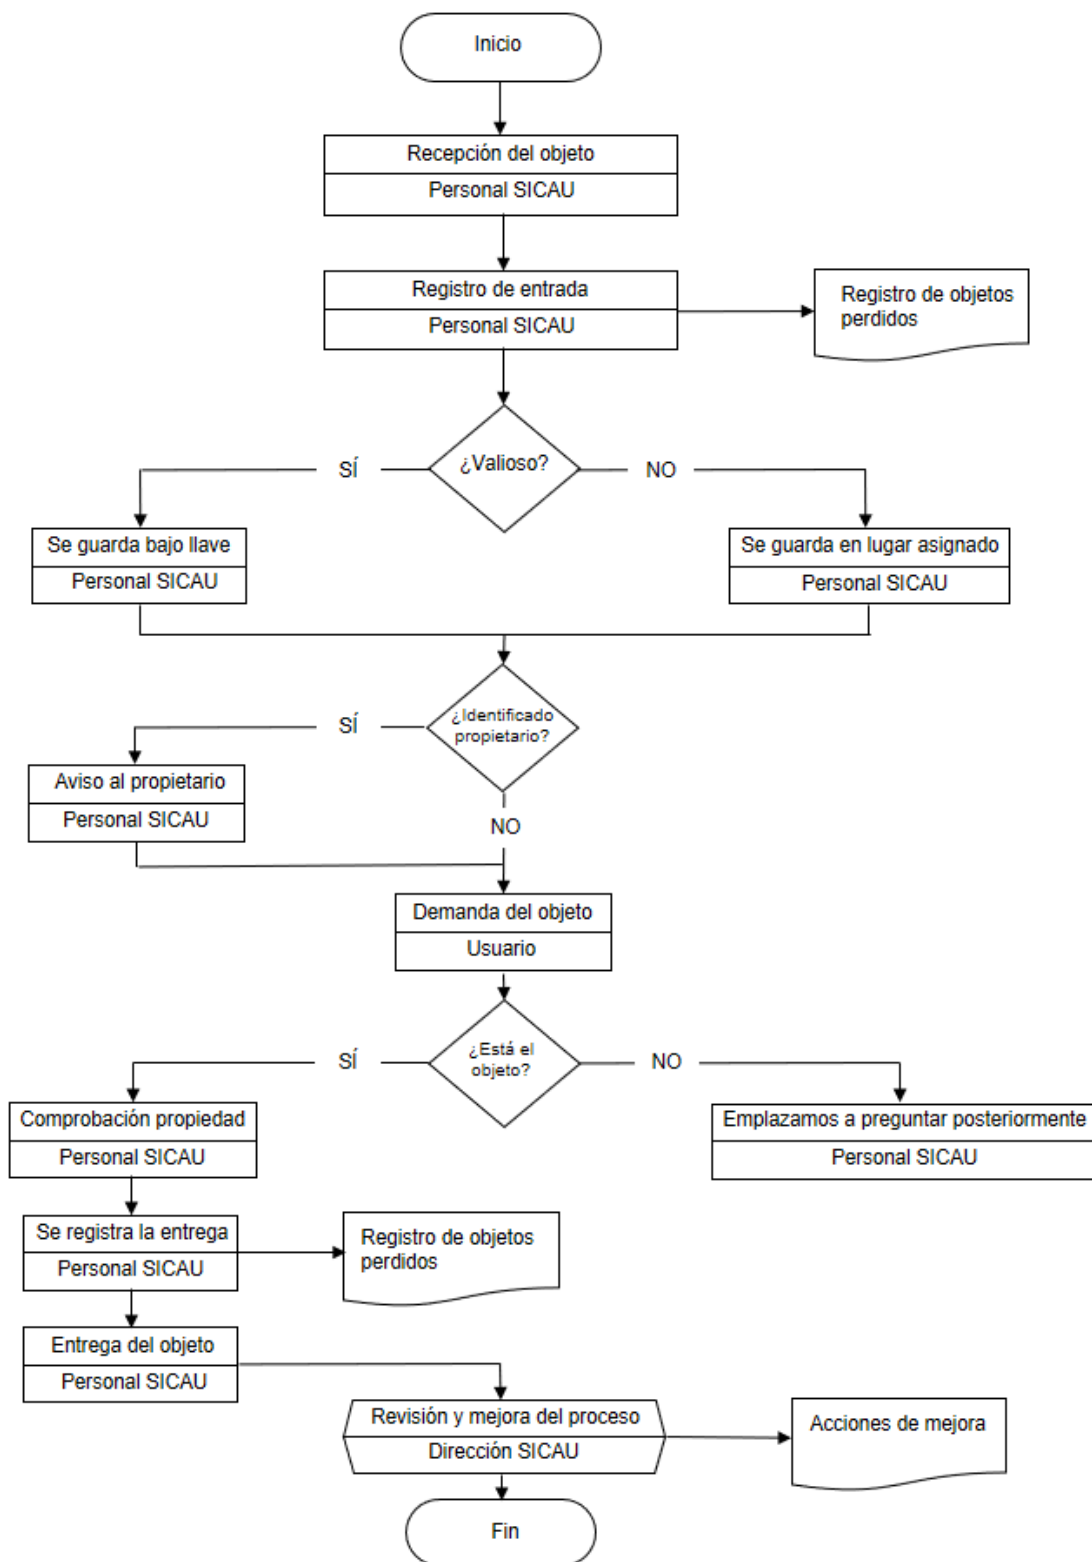 Inicio
Recepción del objeto
Personal SICAU
Registro de entrada
Personal SICAU
Registro de objetos
perdidos
¿Valioso?
SÍ
NO
Se guarda bajo llave
Personal SICAU
Se guarda en lugar asignado
Personal SICAU
¿Identificado
propietario?
SÍ
NO
Aviso al propietario
Personal SICAU
Demanda del objeto
Usuario
¿Está el
objeto?
SÍ
NO
Comprobación propiedad
Personal SICAU
Emplazamos a preguntar posteriormente
Personal SICAU
Se registra la entrega
Personal SICAU
Registro de objetos
perdidos
Entrega del objeto
Personal SICAU
Revisión y mejora del proceso
Dirección SICAU
Acciones de mejora
Fin